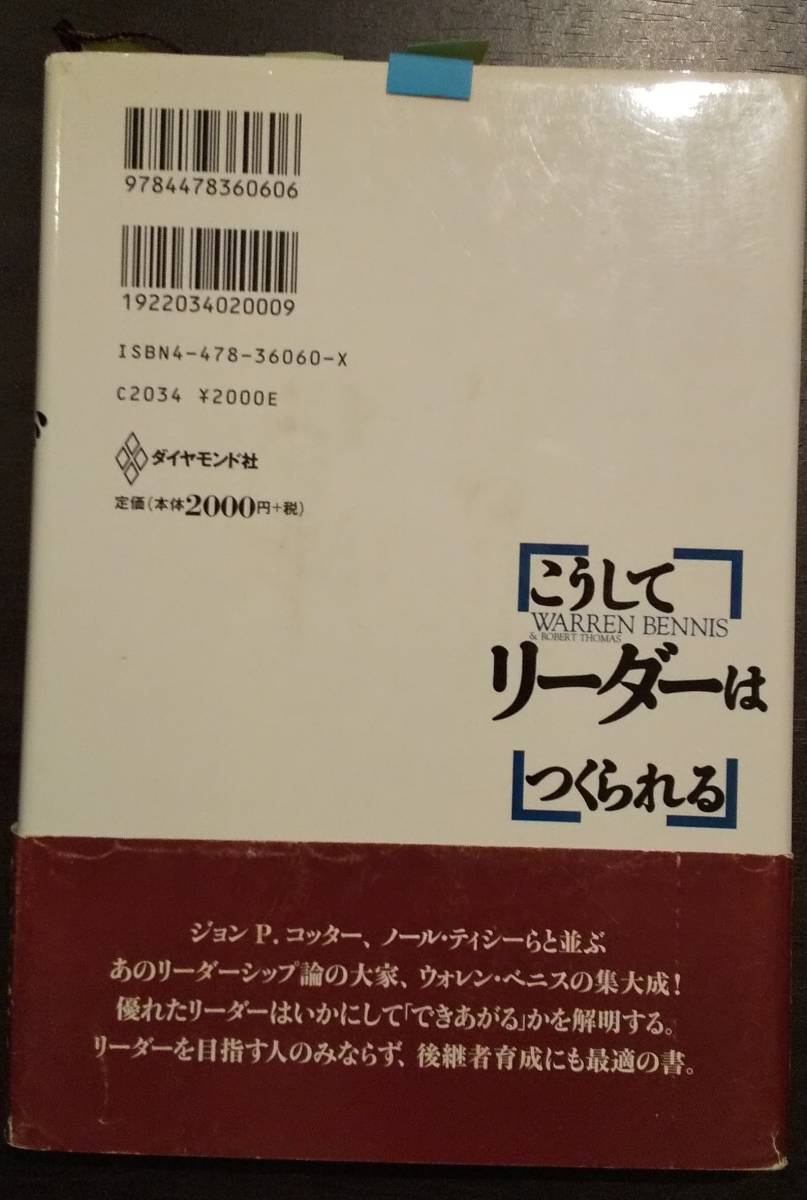 9784478360606
1922034020009
ISBN4-478-36060-X
C2034 ¥2000E
ダイヤモンド社
定価(本体2000円+税)
こうして
WARREN BENNIS
& ROBERT THOMAS
リーダーは
つくられる
ジョン P. コッター、ノール・ティシーらと並ぶ
あのリーダーシップ論の大家、ウォレン・ベニスの集大成!
優れたリーダーはいかにして「できあがる」かを解明する。
リーダーを目指す人のみならず、後継者育成にも最適の書。